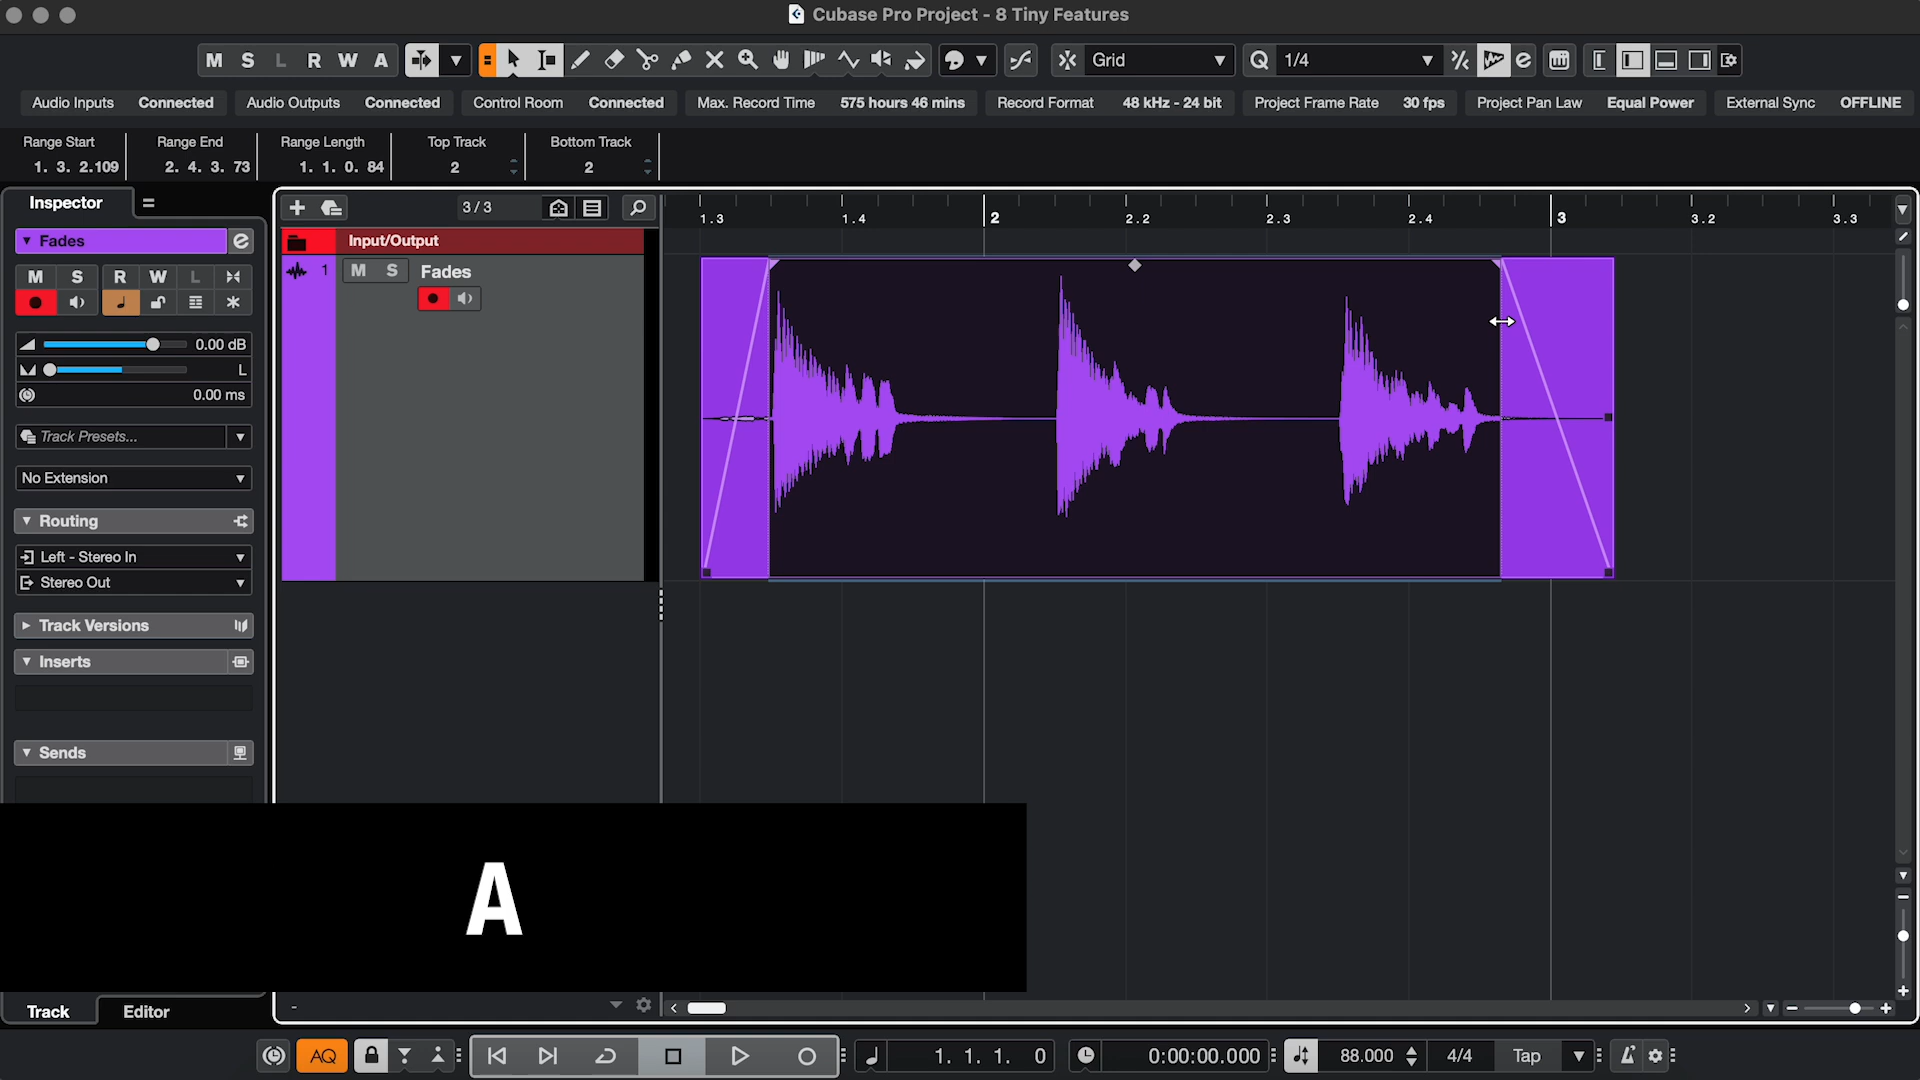 Cubase Pro Project - 8 Tiny Features
M S L R W A Grid Q 1/4
Audio Inputs Connected Audio Outputs Connected Control Room Connected Max. Record Time 575 hours 46 mins Record Format 48 kHz - 24 bit Project Frame Rate 30 fps Project Pan Law Equal Power External Sync OFFLINE
Range Start Range End Range Length Top Track Bottom Track
1. 3. 2.109 2. 4. 3. 73 1. 1. 0. 84 2 2
Inspector
3 / 3
1.3 1.4 2 2.2 2.3 2.4 3 3.2 3.3
Fades
Input/Output
M S R W L
1 M S Fades
0.00 dB
L
0.00 ms
Track Presets...
No Extension
Routing
Left - Stereo In
Stereo Out
Track Versions
Inserts
Sends
A
Track Editor
-
AQ 1. 1. 1. 0 0:00:00.000 88.000 4/4 Tap